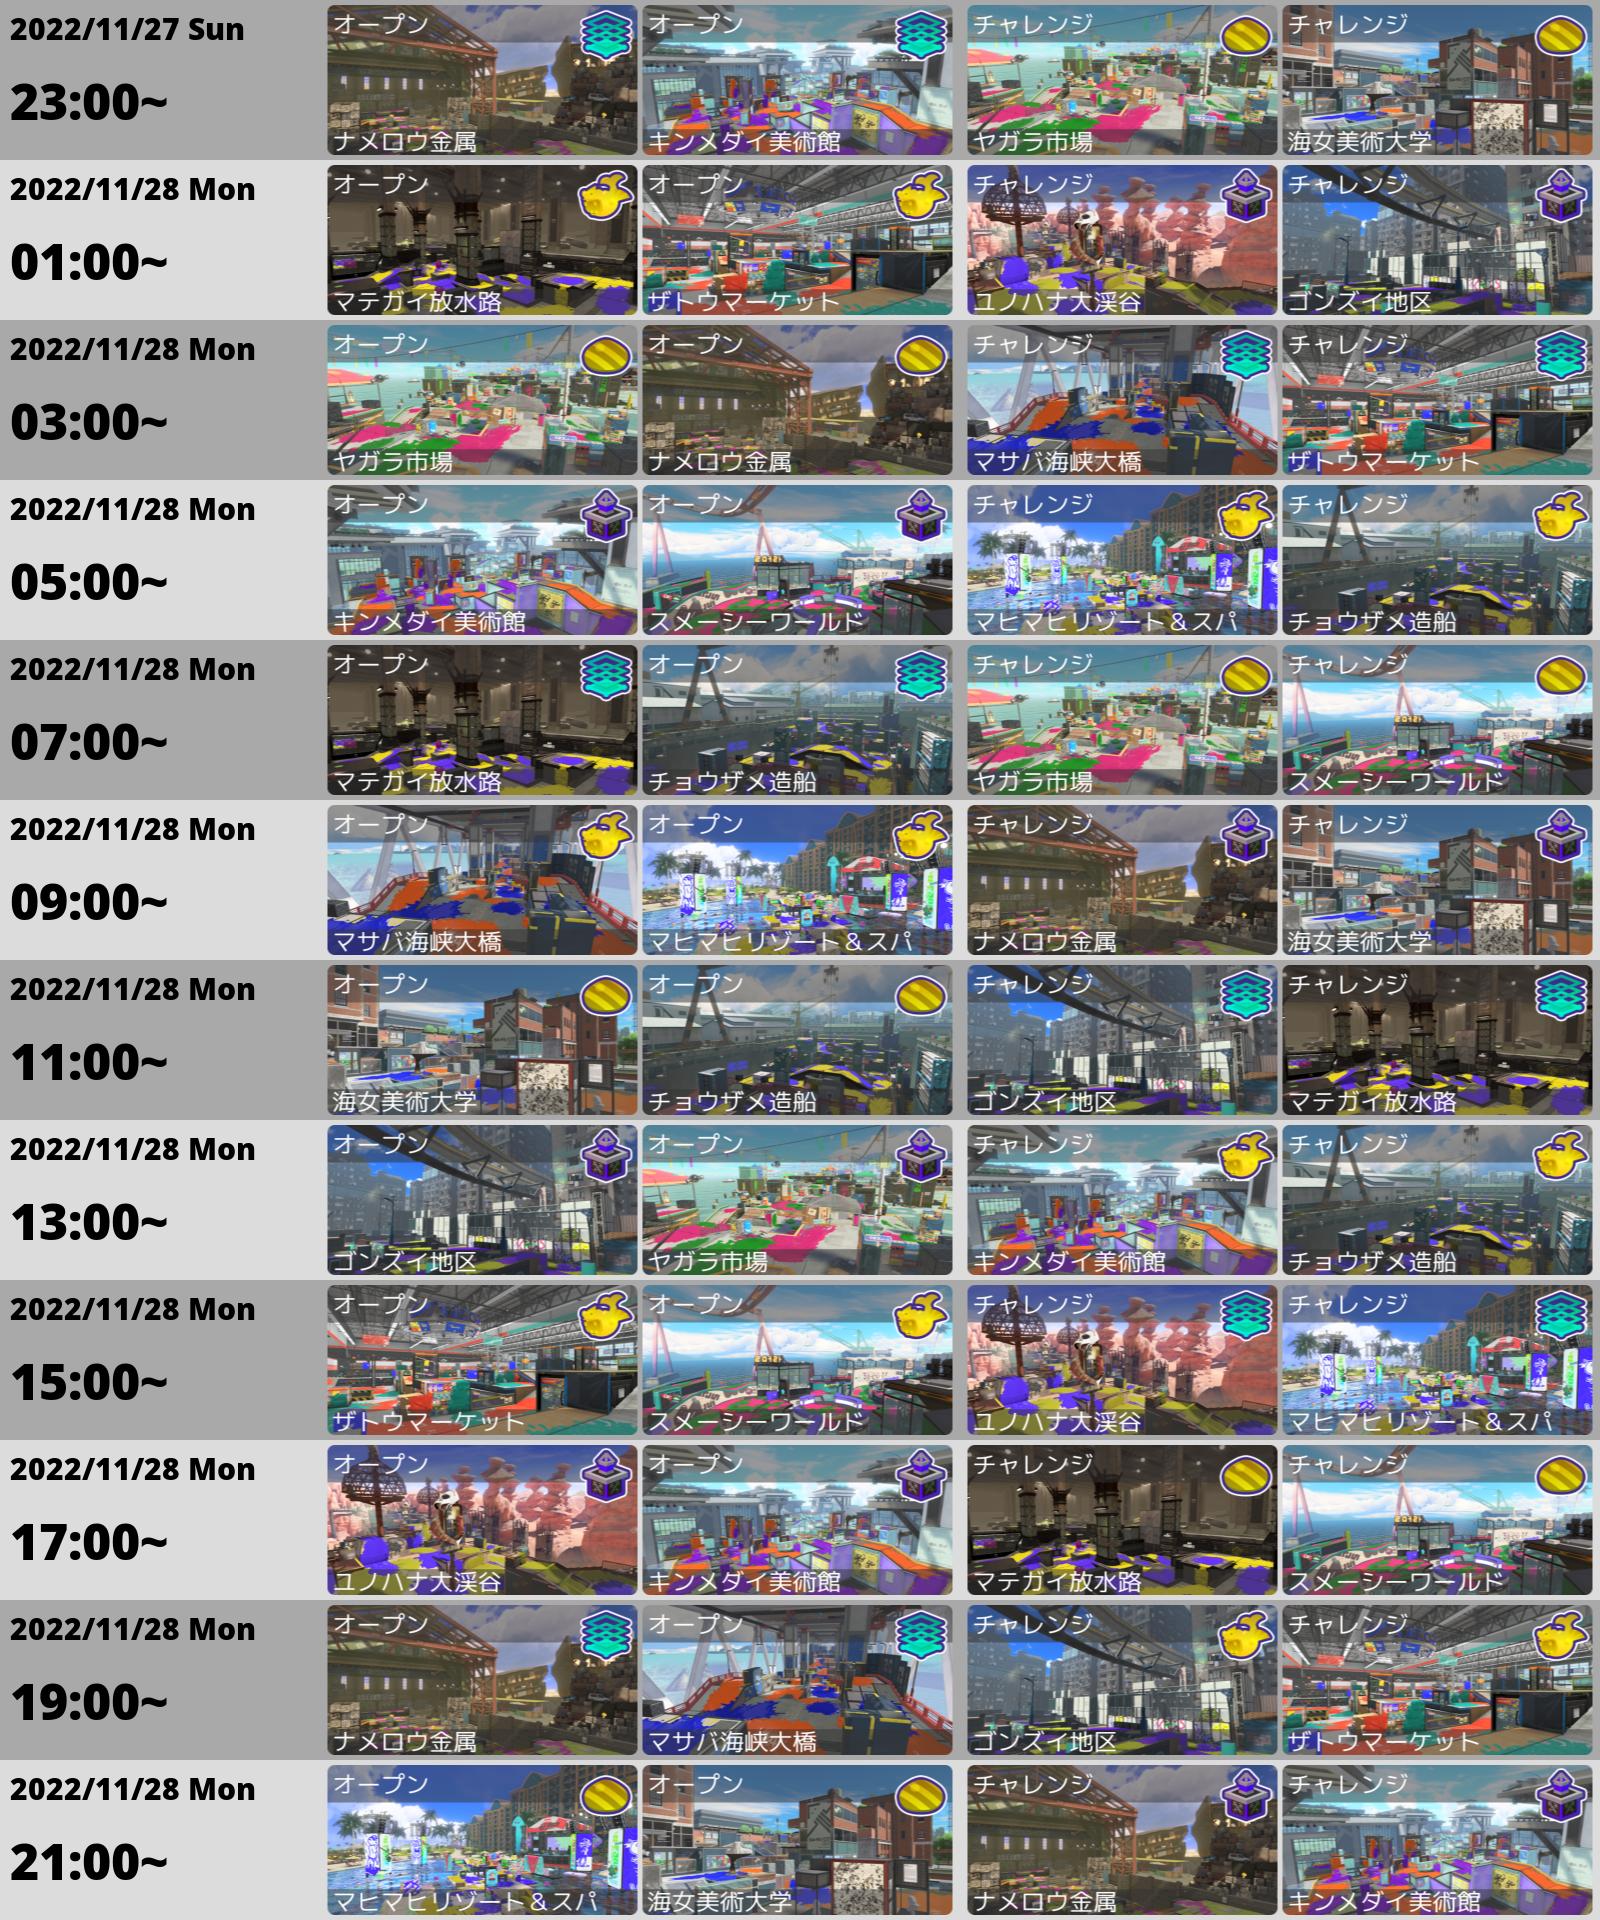 2022/11/27 Sun
23:00~
オープン
ナメロウ金属
オープン
キンメダイ美術館
チャレンジ
ヤガラ市場
チャレンジ
海女美術大学
2022/11/28 Mon
01:00~
オープン
マテガイ放水路
オープン
ザトウマーケット
チャレンジ
ユノハナ大渓谷
チャレンジ
ゴンズイ地区
2022/11/28 Mon
03:00~
オープン
ヤガラ市場
オープン
ナメロウ金属
チャレンジ
マサバ海峡大橋
チャレンジ
ザトウマーケット
2022/11/28 Mon
05:00~
オープン
キンメダイ美術館
オープン
スメーシーワールド
チャレンジ
マヒマヒリゾート＆スパ
チャレンジ
チョウザメ造船
2022/11/28 Mon
07:00~
オープン
マテガイ放水路
オープン
チョウザメ造船
チャレンジ
ヤガラ市場
チャレンジ
スメーシーワールド
2022/11/28 Mon
09:00~
オープン
マサバ海峡大橋
オープン
マヒマヒリゾート＆スパ
チャレンジ
ナメロウ金属
チャレンジ
海女美術大学
2022/11/28 Mon
11:00~
オープン
海女美術大学
オープン
チョウザメ造船
チャレンジ
ゴンズイ地区
チャレンジ
マテガイ放水路
2022/11/28 Mon
13:00~
オープン
ゴンズイ地区
オープン
ヤガラ市場
チャレンジ
キンメダイ美術館
チャレンジ
チョウザメ造船
2022/11/28 Mon
15:00~
オープン
ザトウマーケット
オープン
スメーシーワールド
チャレンジ
ユノハナ大渓谷
チャレンジ
マヒマヒリゾート＆スパ
2022/11/28 Mon
17:00~
オープン
ユノハナ大渓谷
オープン
キンメダイ美術館
チャレンジ
マテガイ放水路
チャレンジ
スメーシーワールド
2022/11/28 Mon
19:00~
オープン
ナメロウ金属
オープン
マサバ海峡大橋
チャレンジ
ゴンズイ地区
チャレンジ
ザトウマーケット
2022/11/28 Mon
21:00~
オープン
マヒマヒリゾート＆スパ
オープン
海女美術大学
チャレンジ
ナメロウ金属
チャレンジ
キンメダイ美術館